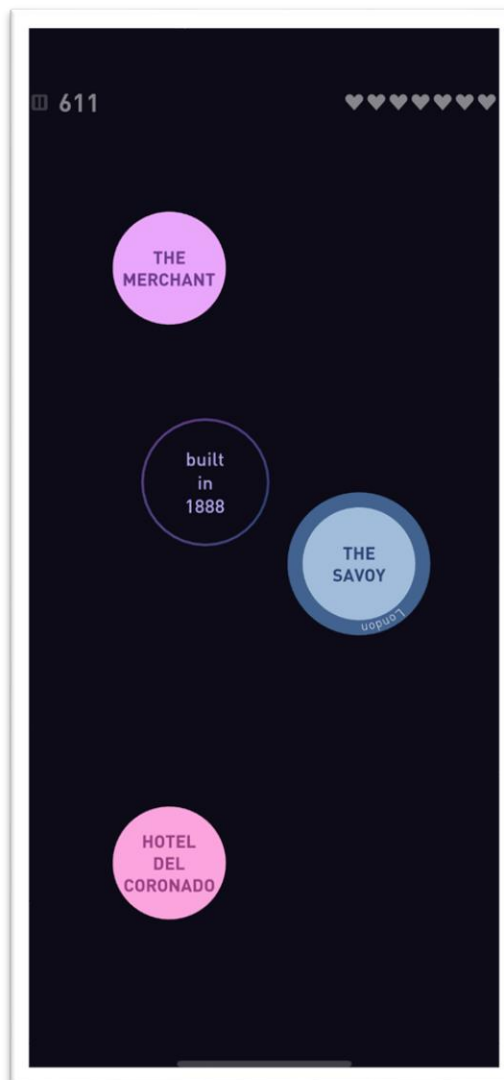 611
THE
MERCHANT
built
in
1888
THE
SAVOY
London
HOTEL
DEL
CORONADO